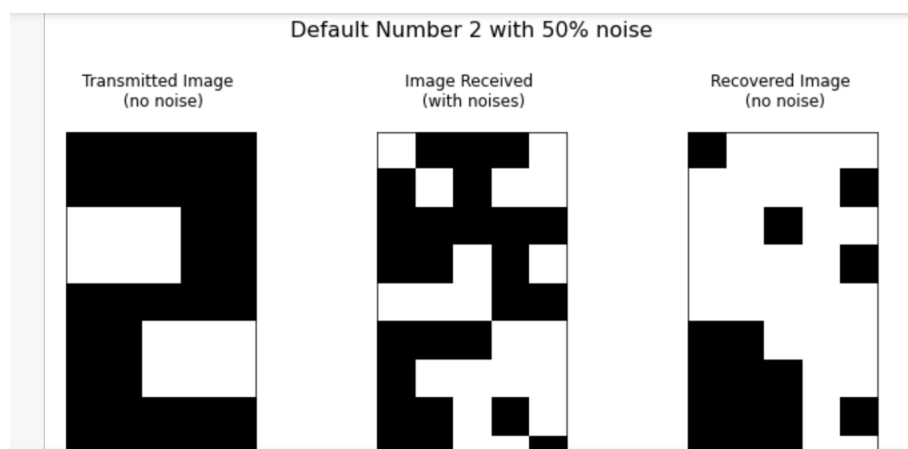 Default Number 2 with 50% noise
Transmitted Image
(no noise)
Image Received
(with noises)
Recovered Image
(no noise)